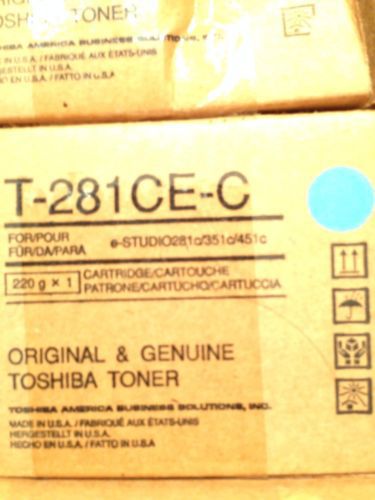 TOSHIBA TONER
TOSHIBA AMERICA BUSINESS SOLUTIONS, INC.
MADE IN U.S.A. / FABRIQUÉ AUX ÉTATS-UNIS
HERGESTELLT IN U.S.A.
HECHO EN U.S.A. / FATTO IN U.S.A.
T-281CE-C
FOR/POUR
FÜR/DA/PARA
e-STUDIO281c/351c/451c
220 g × 1
CARTRIDGE/CARTOUCHE
PATRONE/CARTUCHO/CARTUCCIA
ORIGINAL & GENUINE
TOSHIBA TONER
TOSHIBA AMERICA BUSINESS SOLUTIONS, INC.
MADE IN U.S.A. / FABRIQUÉ AUX ÉTATS-UNIS
HERGESTELLT IN U.S.A.
HECHO EN U.S.A. / FATTO IN U.S.A.